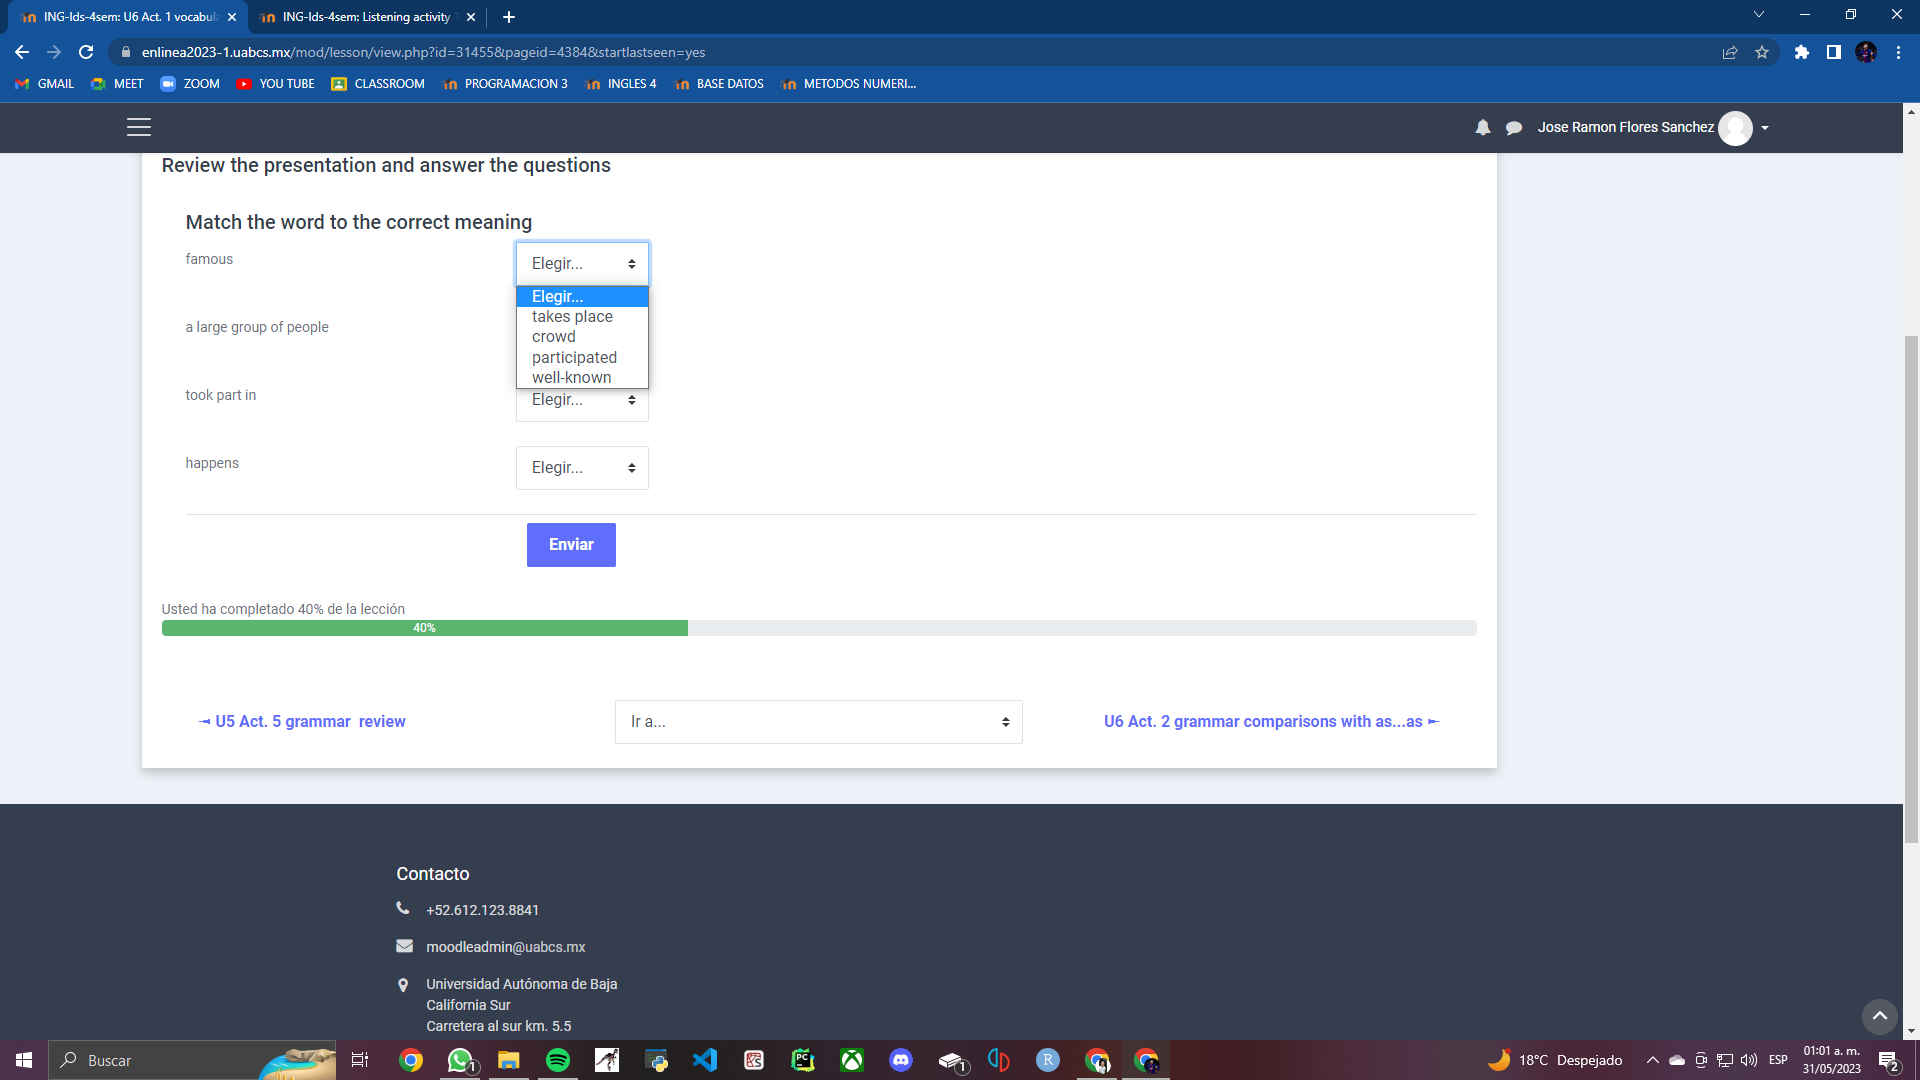 ING-Ids-4sem: U6 Act. 1 vocabula
ING-Ids-4sem: Listening activity 1
enlinea2023-1.uabcs.mx/mod/lesson/view.php?id=31455&pageid=4384&startlastseen=yes
GMAIL
MEET
ZOOM
YOU TUBE
CLASSROOM
PROGRAMACION 3
INGLES 4
BASE DATOS
METODOS NUMERI...
Jose Ramon Flores Sanchez
Review the presentation and answer the questions
Match the word to the correct meaning
famous
Elegir...
Elegir...
takes place
crowd
participated
well-known
a large group of people
took part in
Elegir...
happens
Elegir...
Enviar
Usted ha completado 40% de la lección
40%
U5 Act. 5 grammar review
Ir a...
U6 Act. 2 grammar comparisons with as...as
Contacto
+52.612.123.8841
moodleadmin@uabcs.mx
Universidad Autónoma de Baja
California Sur
Carretera al sur km. 5.5
Buscar
1
PC
1
R
18°C Despejado
ESP
01:01 a. m.
31/05/2023
2